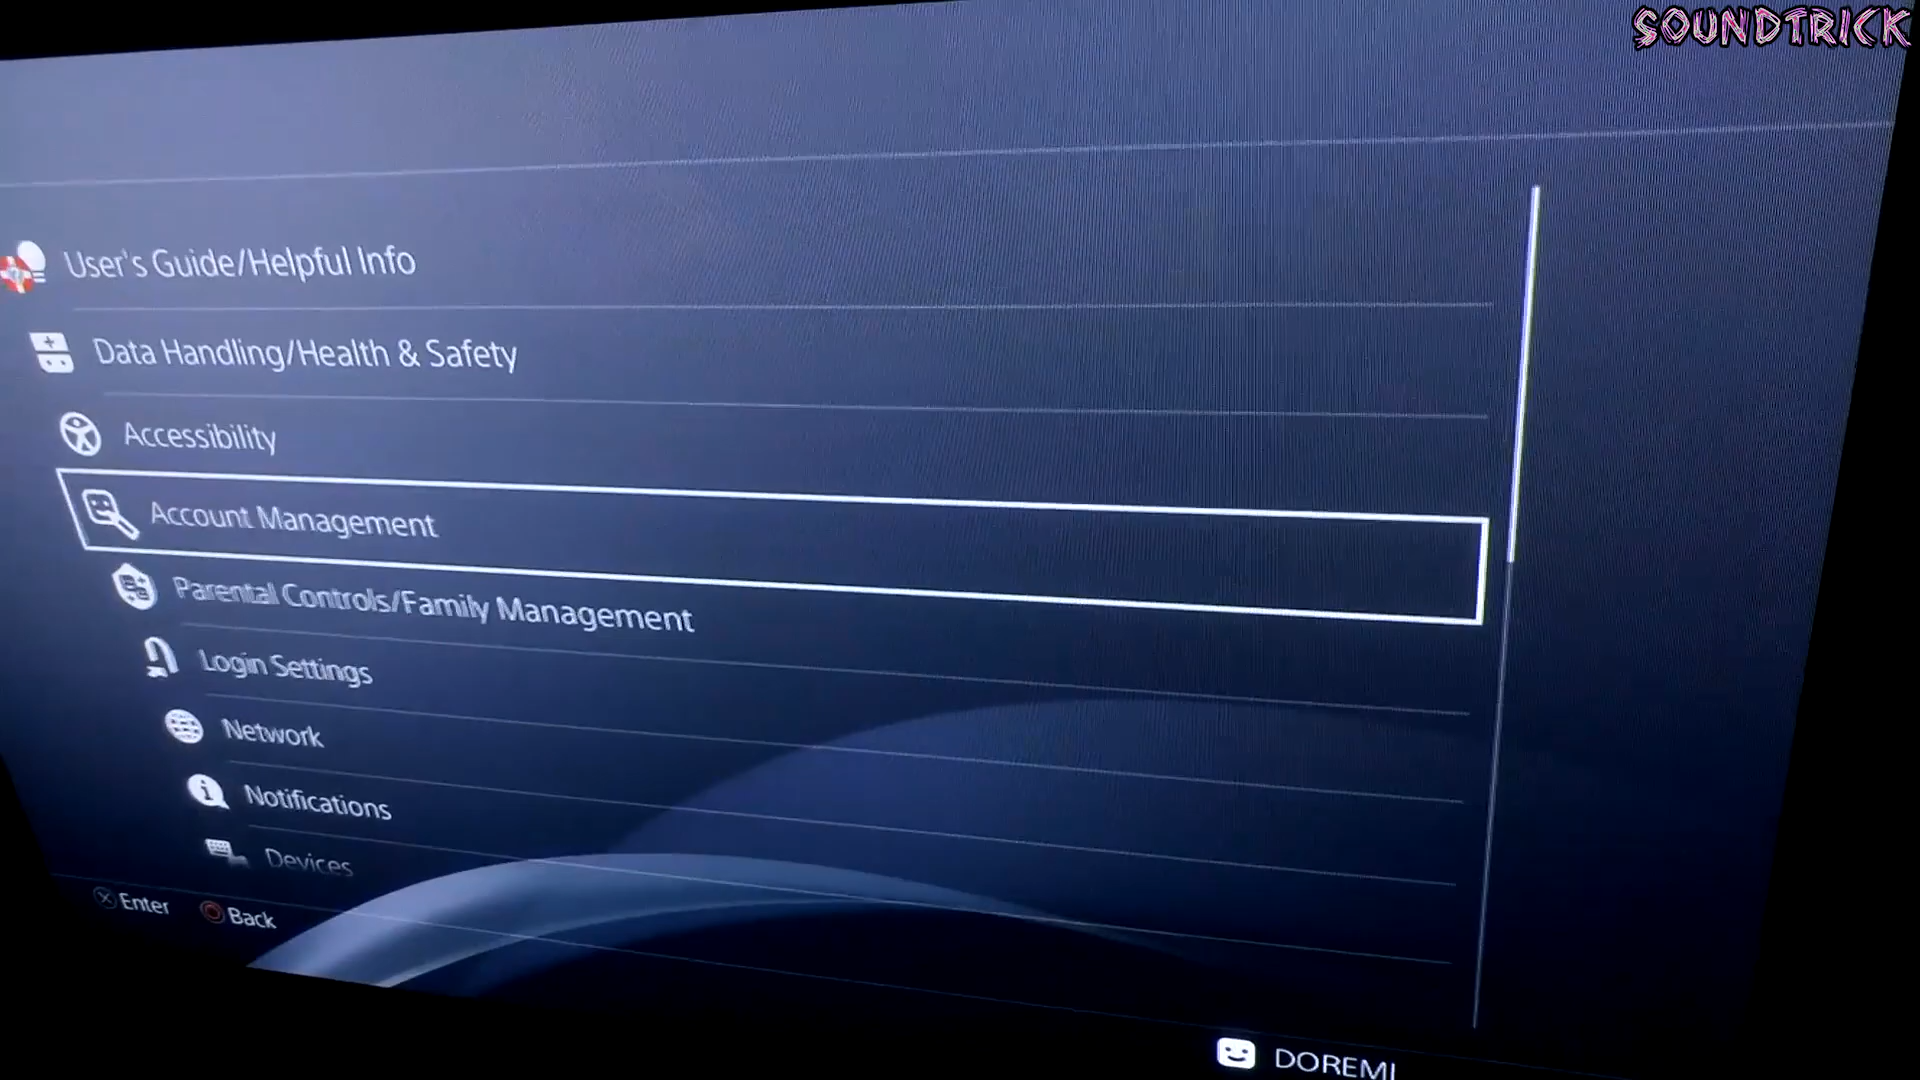 SOUNDTRICK
User's Guide/Helpful Info
Data Handling/Health & Safety
Accessibility
Account Management
Parental Controls/Family Management
Login Settings
Network
Notifications
Devices
Enter
Back
DOREMI